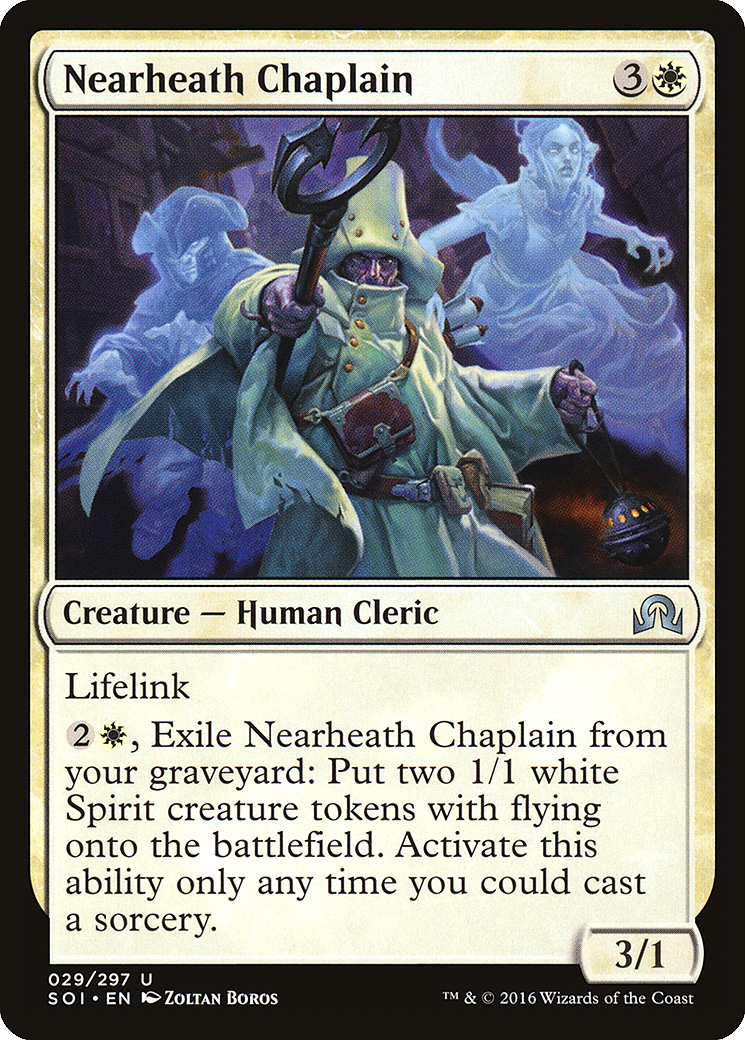 Nearheath Chaplain 3
Creature — Human Cleric
Lifelink
2, Exile Nearheath Chaplain from
your graveyard: Put two 1/1 white
Spirit creature tokens with flying
onto the battlefield. Activate this
ability only any time you could cast
a sorcery.
3/1
029/297 U
SOI • EN Zoltan Boros
™ & © 2016 Wizards of the Coast